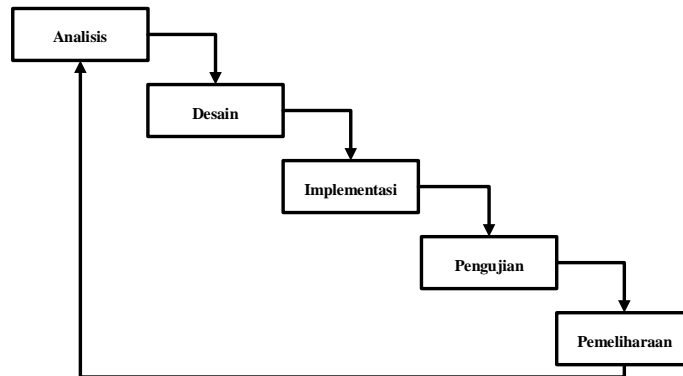 Analisis
Desain
Implementasi
Pengujian
Pemeliharaan